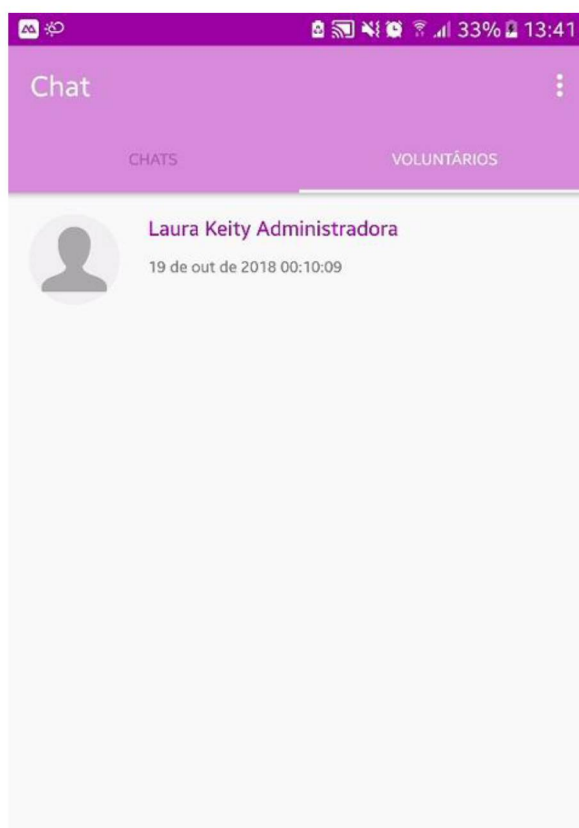 33% 13:41
Chat
CHATS VOLUNTÁRIOS
Laura Keity Administradora
19 de out de 2018 00:10:09